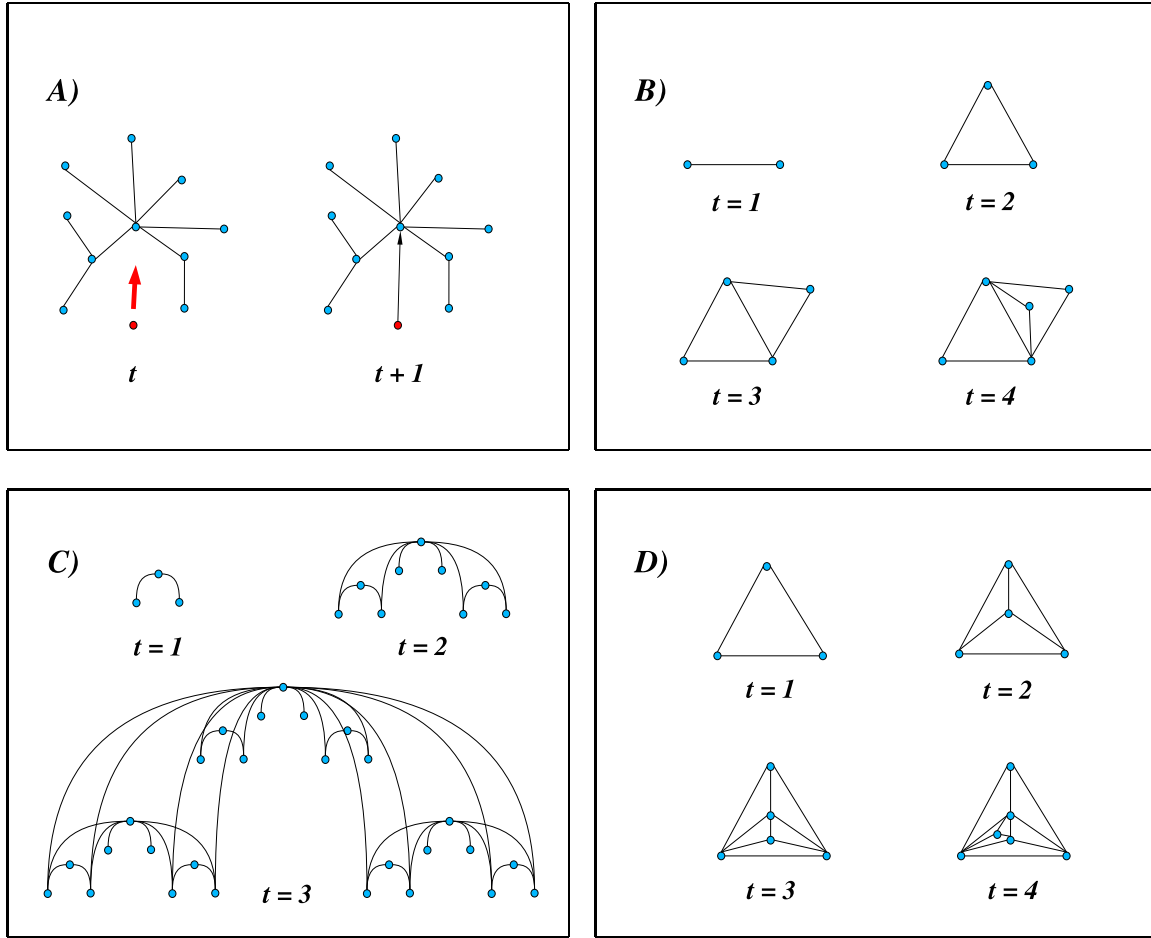 A)
t
t + 1
B)
t = 1
t = 2
t = 3
t = 4
C)
t = 1
t = 2
t = 3
D)
t = 1
t = 2
t = 3
t = 4